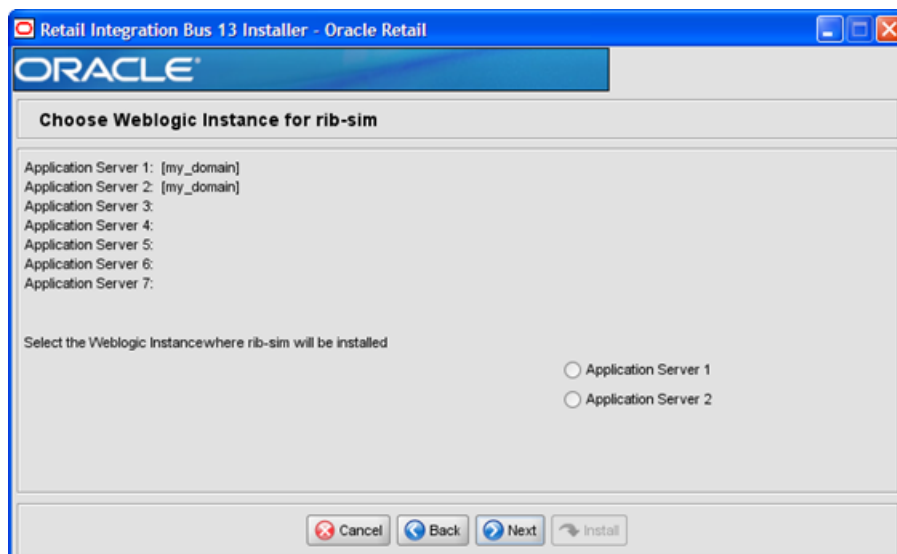 Retail Integration Bus 13 Installer - Oracle Retail
ORACLE®
Choose Weblogic Instance for rib-sim
Application Server 1: [my_domain]
Application Server 2: [my_domain]
Application Server 3:
Application Server 4:
Application Server 5:
Application Server 6:
Application Server 7:
Select the Weblogic Instancewhere rib-sim will be installed
Application Server 1
Application Server 2
Cancel Back Next Install